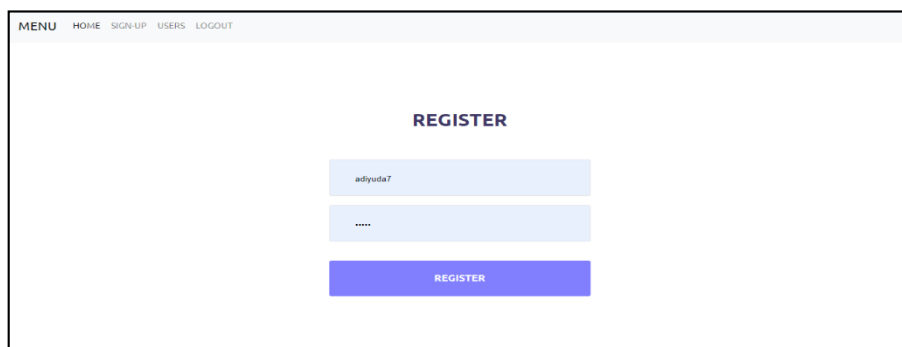 MENU HOME SIGN-UP USERS LOGOUT
REGISTER
adiyuda7
•••••
REGISTER